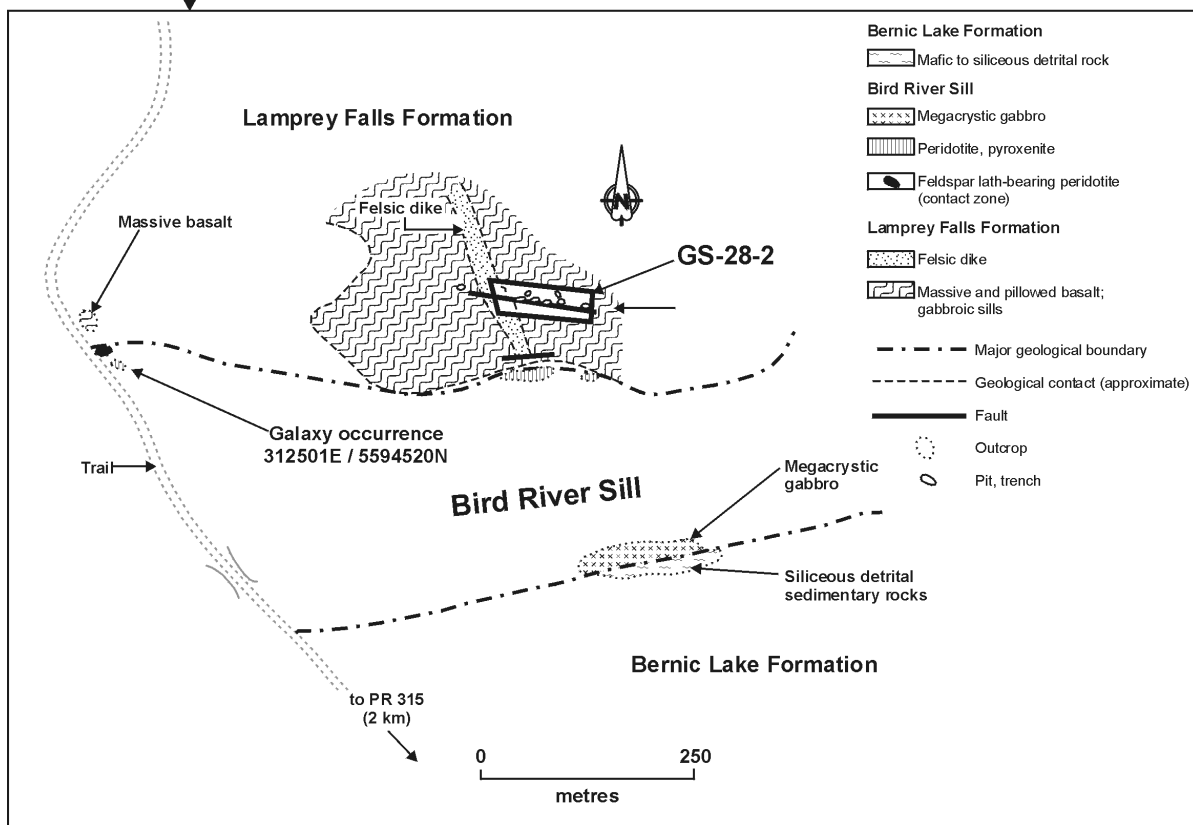 Lamprey Falls Formation
Massive basalt
Felsic dike
N
GS-28-2
Galaxy occurrence
312501E / 5594520N
Trail
Bird River Sill
Megacrystic
gabbro
Siliceous detrital
sedimentary rocks
Bernic Lake Formation
to PR 315
(2 km)
0
250
metres
Bernic Lake Formation
Mafic to siliceous detrital rock
Bird River Sill
Megacrystic gabbro
Peridotite, pyroxenite
Feldspar lath-bearing peridotite
(contact zone)
Lamprey Falls Formation
Felsic dike
Massive and pillowed basalt;
gabbroic sills
Major geological boundary
Geological contact (approximate)
Fault
Outcrop
Pit, trench